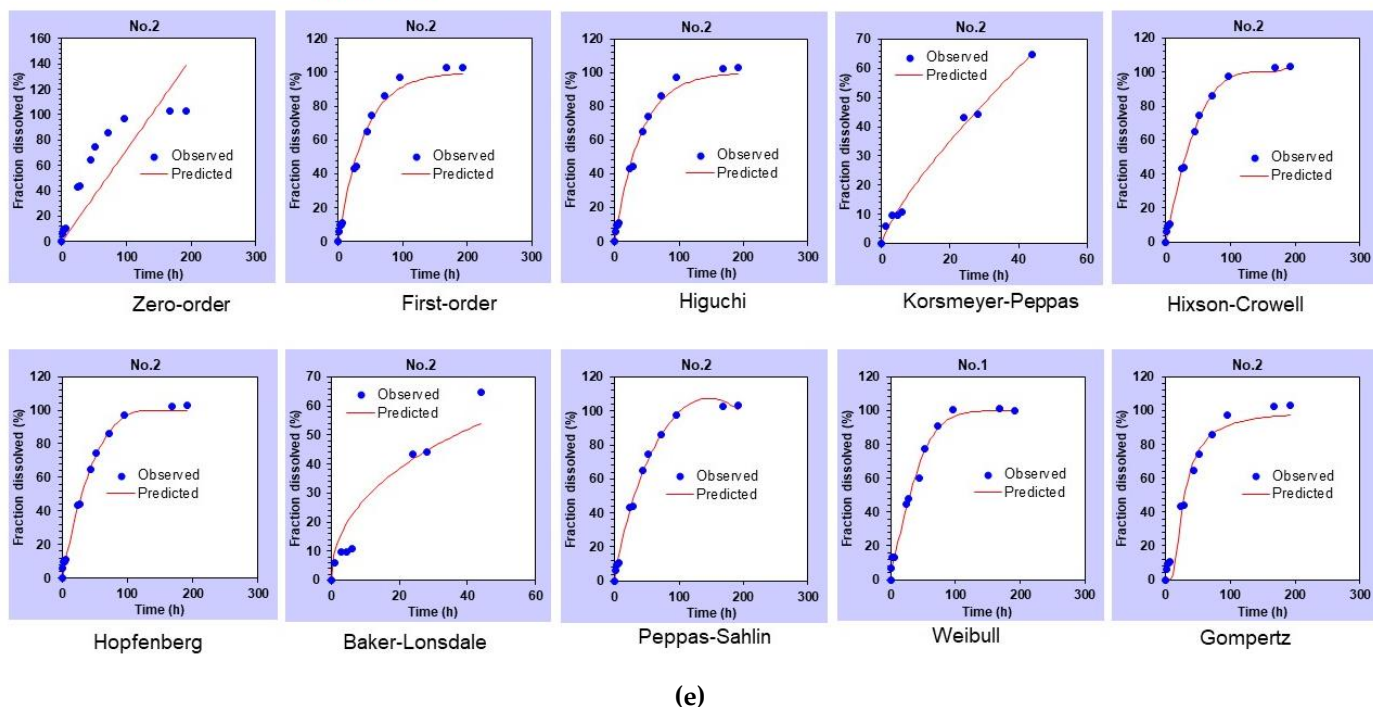 No.2
Fraction dissolved (%)
160
140
120
100
80
60
40
20
0
Observed
Predicted
0 100 200 300
Time (h)
Zero-order
No.2
Fraction dissolved (%)
120
100
80
60
40
20
0
Observed
Predicted
0 100 200 300
Time (h)
First-order
No.2
Fraction dissolved (%)
120
100
80
60
40
20
0
Observed
Predicted
0 100 200 300
Time (h)
Higuchi
No.2
Fraction dissolved (%)
70
60
50
40
30
20
10
0
Observed
Predicted
0 20 40 60
Time (h)
Korsmeyer-Peppas
No.2
Fraction dissolved (%)
120
100
80
60
40
20
0
Observed
Predicted
0 100 200 300
Time (h)
Hixson-Crowell
No.2
Fraction dissolved (%)
120
100
80
60
40
20
0
Observed
Predicted
0 100 200 300
Time (h)
Hopfenberg
No.2
Fraction dissolved (%)
70
60
50
40
30
20
10
0
Observed
Predicted
0 20 40 60
Time (h)
Baker-Lonsdale
No.2
Fraction dissolved (%)
120
100
80
60
40
20
0
Observed
Predicted
0 100 200 300
Time (h)
Peppas-Sahlin
No.1
Fraction dissolved (%)
120
100
80
60
40
20
0
Observed
Predicted
0 100 200 300
Time (h)
Weibull
No.2
Fraction dissolved (%)
120
100
80
60
40
20
0
Observed
Predicted
0 100 200 300
Time (h)
Gompertz
(e)